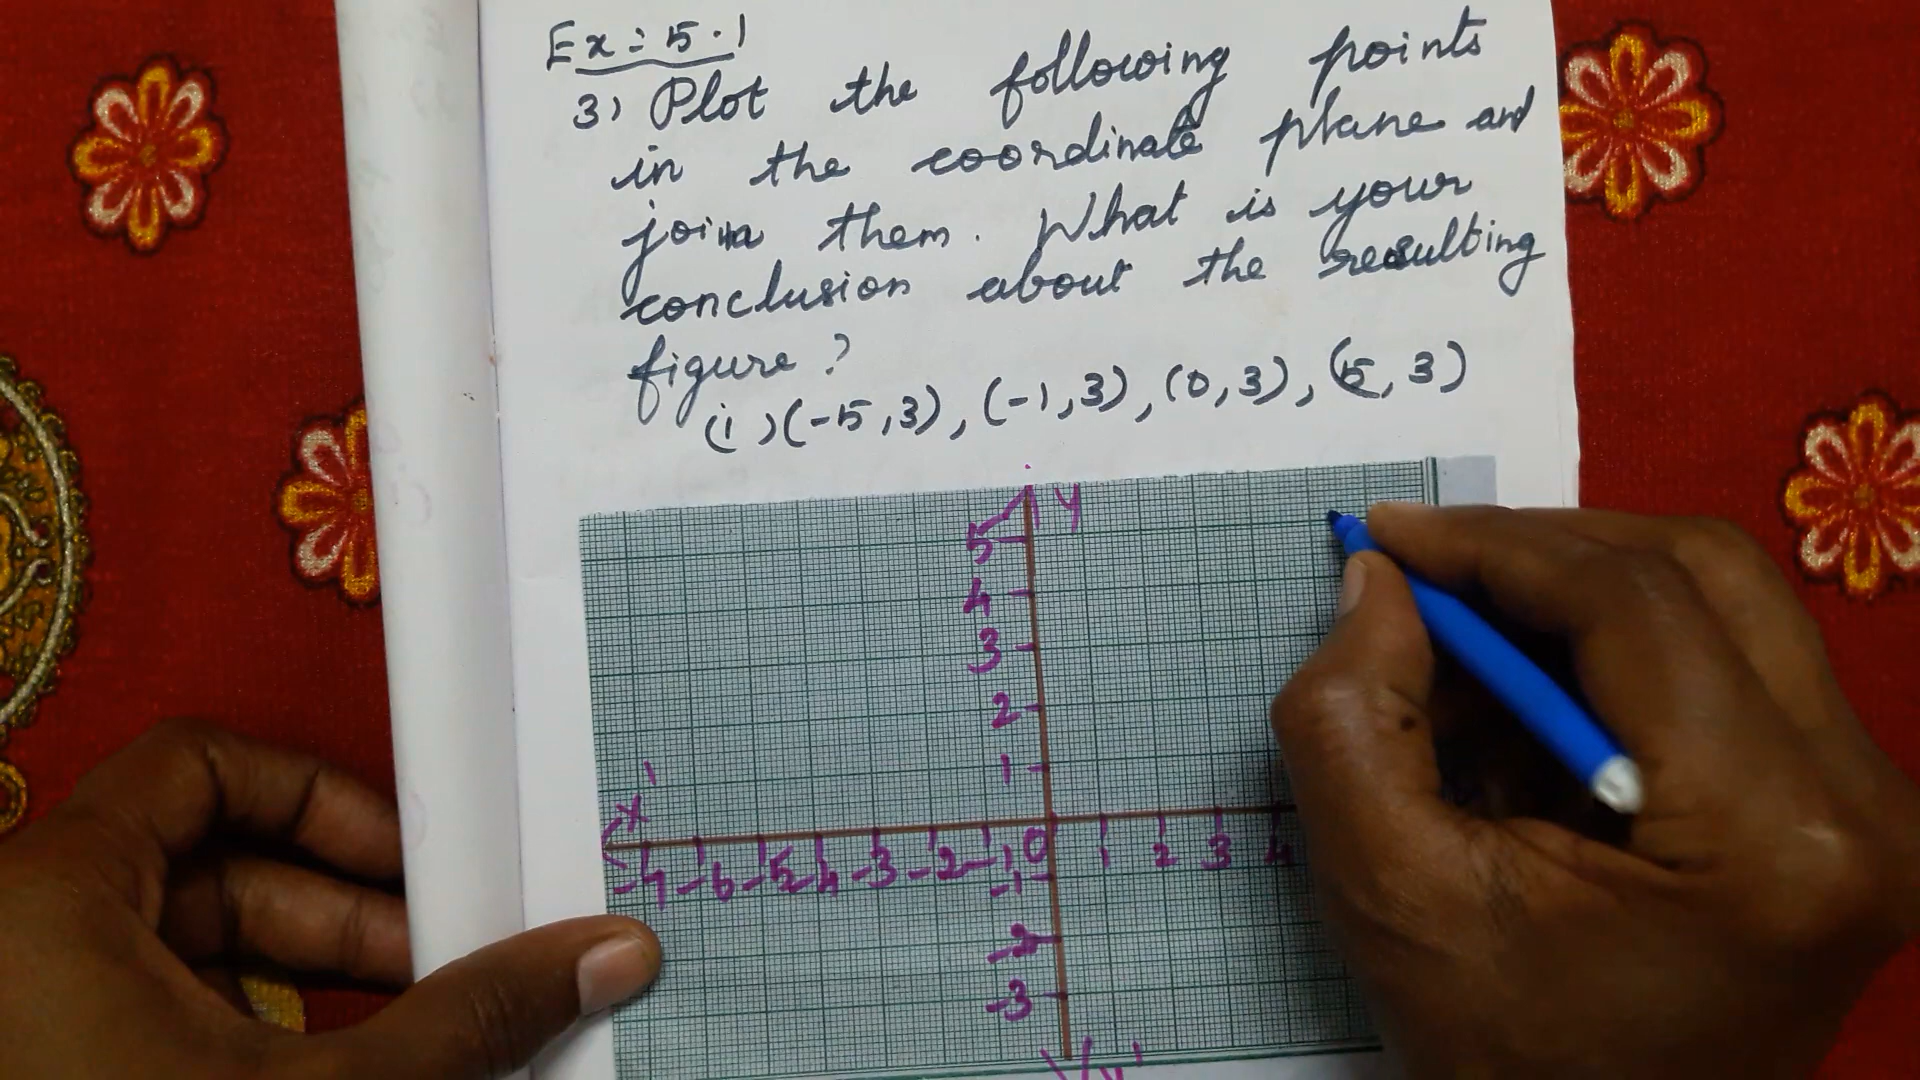 Ex : 5.1
3) Plot the following points
in the coordinate plane and
join them. What is your
conclusion about the resulting
figure?
(i) (-5,3), (-1,3), (0,3), (5,3)
Y
5
4
3
2
1
X'
-7 -6 -5 -4 -3 -2 -1 0 1 2 3 4
-1
-2
-3
Y'